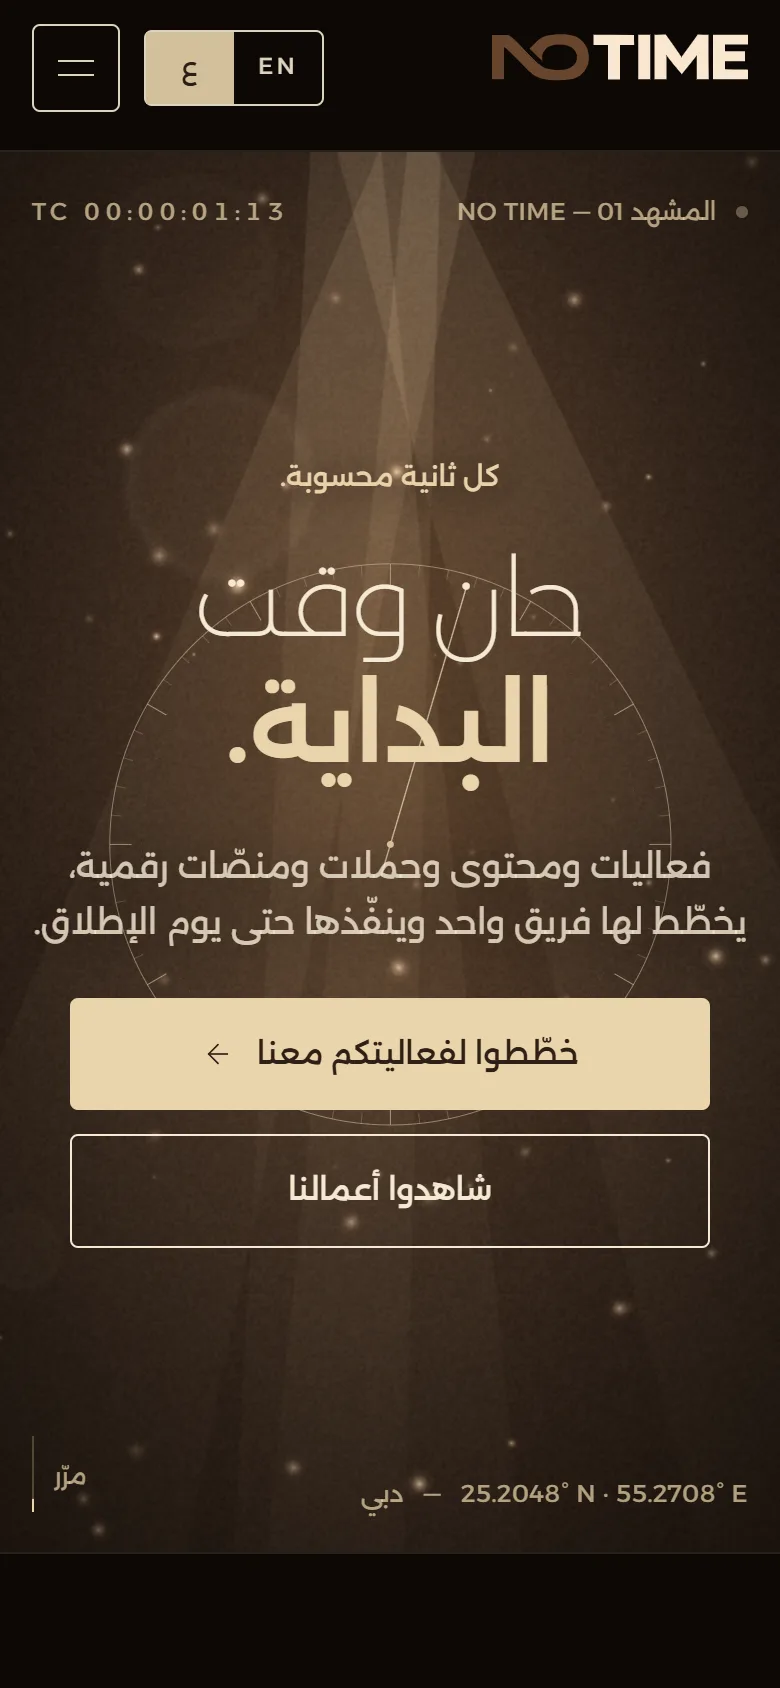 NO TIME
EN
ع
المشهد 01 — NO TIME
TC 00:00:01:13
كل ثانية محسوبة.
حان وقت
البداية.
فعاليات ومحتوى وحملات ومنصّات رقمية،
يخطّط لها فريق واحد وينفّذها حتى يوم الإطلاق.
خطّطوا لفعاليتكم معنا ←
شاهدوا أعمالنا
25.2048° N · 55.2708° E — دبي
مرّر